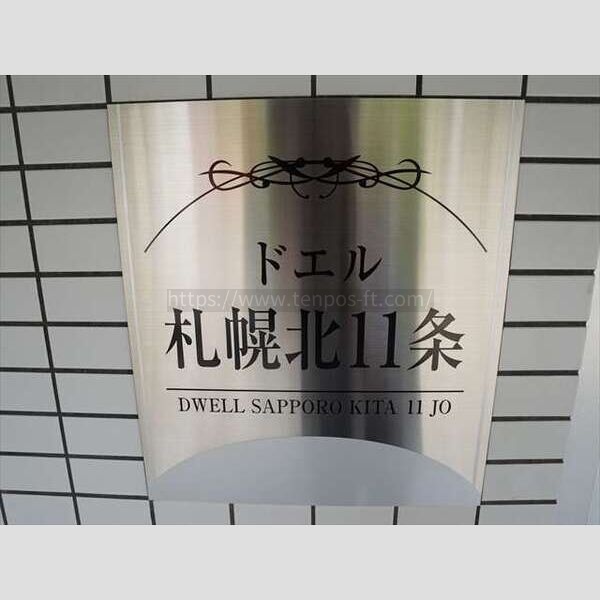 ドエル
https://www.tenpos-ft.com/
札幌北11条
DWELL SAPPORO KITA 11 JO